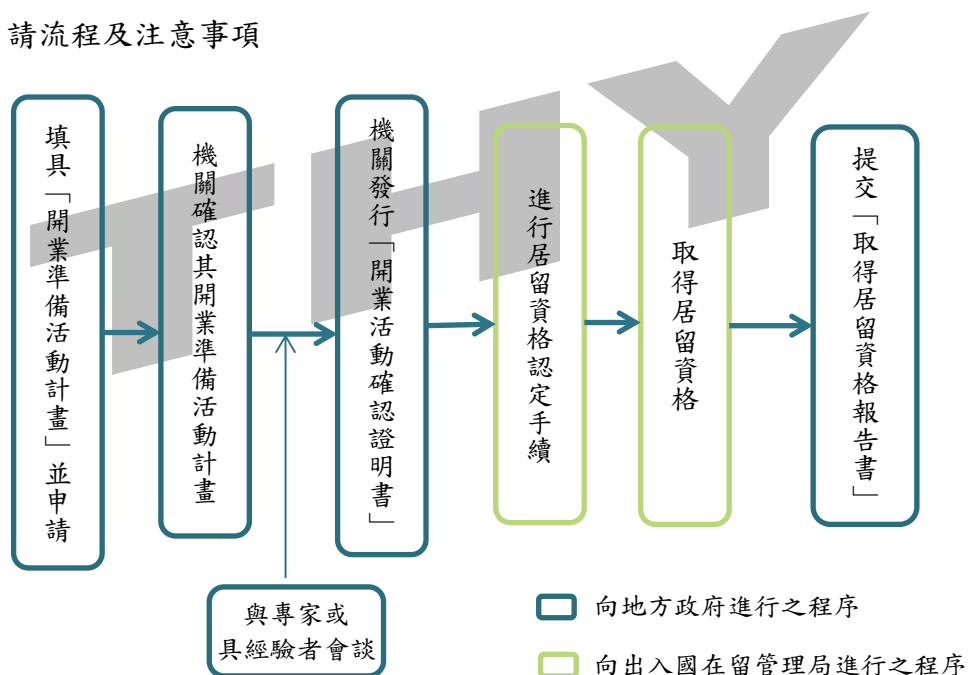 請流程及注意事項
填具「開業準備活動計畫」並申請
機關確認其開業準備活動計畫
機關發行「開業活動確認證明書」
進行居留資格認定手續
取得居留資格
提交「取得居留資格報告書」
與專家或
具經驗者會談
向地方政府進行之程序
向出入國在留管理局進行之程序
THY